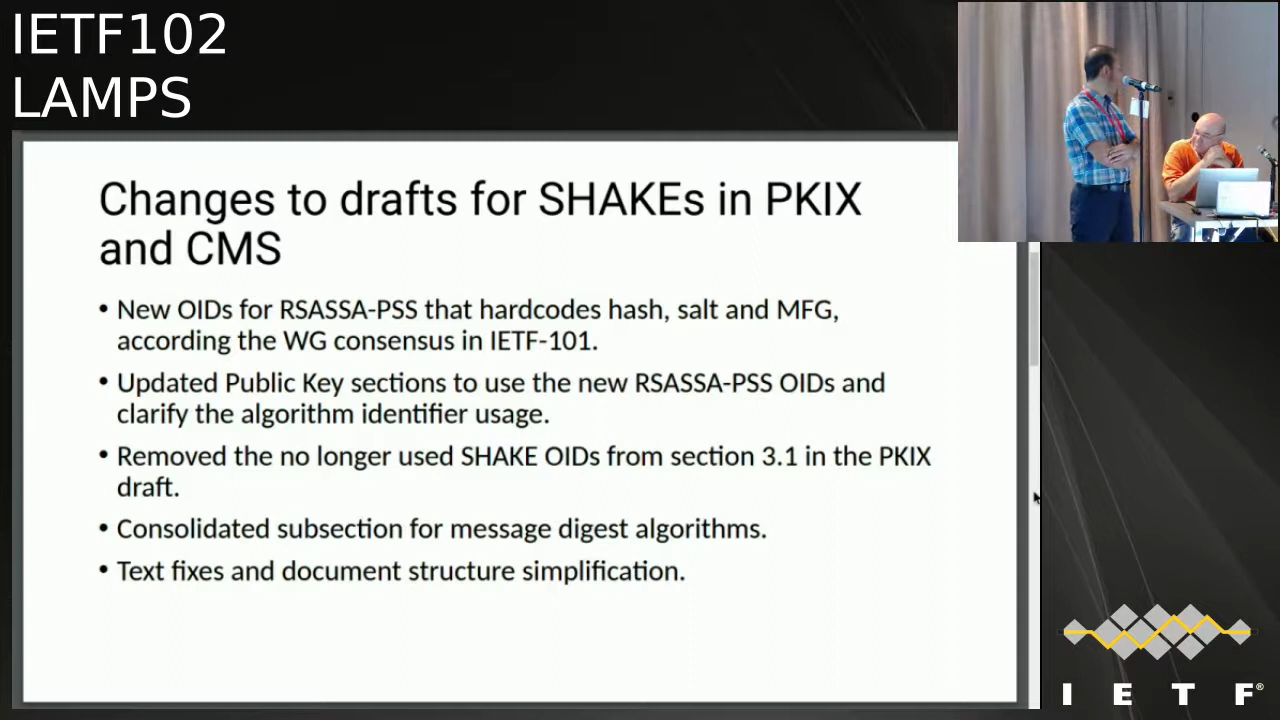 IETF102
LAMPS
Changes to drafts for SHAKEs in PKIX
and CMS
• New OIDs for RSASSA-PSS that hardcodes hash, salt and MFG,
according the WG consensus in IETF-101.
• Updated Public Key sections to use the new RSASSA-PSS OIDs and
clarify the algorithm identifier usage.
• Removed the no longer used SHAKE OIDs from section 3.1 in the PKIX
draft.
• Consolidated subsection for message digest algorithms.
• Text fixes and document structure simplification.
I E T F®